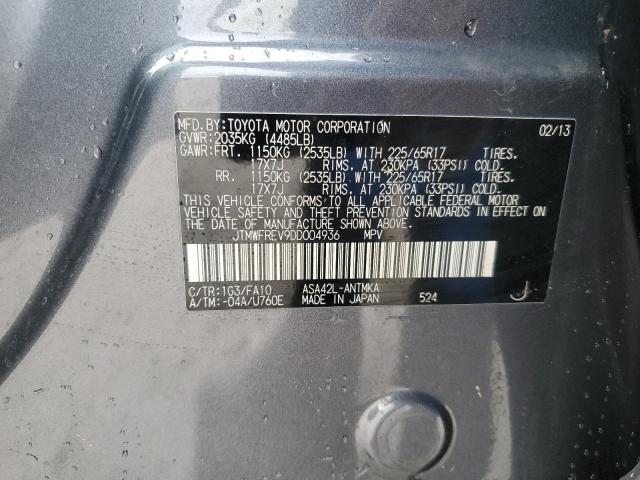 MFD.BY:TOYOTA MOTOR CORPORATION 02/13
GVWR:2035KG (4485LB)
GAWR:FRT. 1150KG (2535LB) WITH 225/65R17 TIRES.
17X7J RIMS, AT 230KPA (33PSI) COLD.
RR. 1150KG (2535LB) WITH 225/65R17 TIRES.
17X7J RIMS, AT 230KPA (33PSI) COLD.
THIS VEHICLE CONFORMS TO ALL APPLICABLE FEDERAL MOTOR
VEHICLE SAFETY AND THEFT PREVENTION STANDARDS IN EFFECT ON
THE DATE OF MANUFACTURE SHOWN ABOVE.
JTMWFREV9DD004936 MPV
C/TR:1G3/FA10 ASA42L-ANTMKA
A/TM:-04A/U760E MADE IN JAPAN 524 J